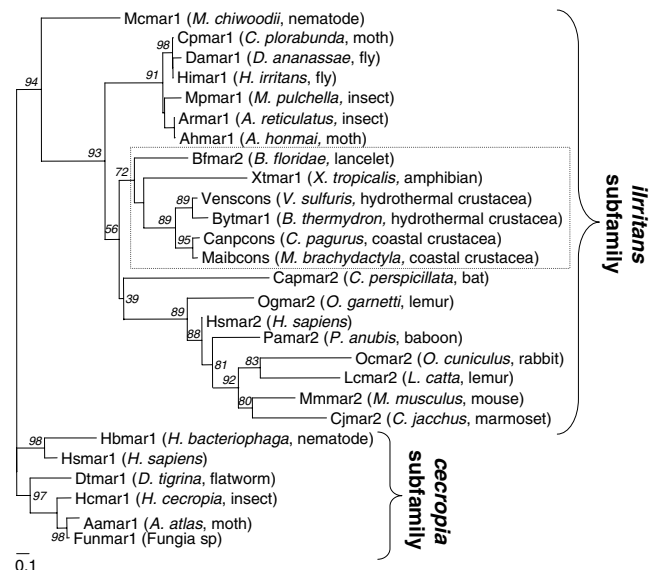 Mcmar1 (M. chiwoodii, nematode)
98
Cpmar1 (C. plorabunda, moth)
Damar1 (D. ananassae, fly)
94
91
Himar1 (H. irritans, fly)
Mpmar1 (M. pulchella, insect)
Armar1 (A. reticulatus, insect)
Ahmar1 (A. honmai, moth)
93
72
Bfmar2 (B. floridae, lancelet)
Xtmar1 (X. tropicalis, amphibian)
89
Venscons (V. sulfuris, hydrothermal crustacea)
89
Bytmar1 (B. thermydron, hydrothermal crustacea)
56
95
Canpcons (C. pagurus, coastal crustacea)
Maibcons (M. brachydactyla, coastal crustacea)
Capmar2 (C. perspicillata, bat)
39
Ogmar2 (O. garnetti, lemur)
89
Hsmar2 (H. sapiens)
88
Pamar2 (P. anubis, baboon)
81
83
Ocmar2 (O. cuniculus, rabbit)
92
Lcmar2 (L. catta, lemur)
80
Mmmar2 (M. musculus, mouse)
Cjmar2 (C. jacchus, marmoset)
iIrritans
subfamily
98
Hbmar1 (H. bacteriophaga, nematode)
Hsmar1 (H. sapiens)
Dtmar1 (D. tigrina, flatworm)
97
Hcmar1 (H. cecropia, insect)
Aamar1 (A. atlas, moth)
98
Funmar1 (Fungia sp)
cecropia
subfamily
0.1